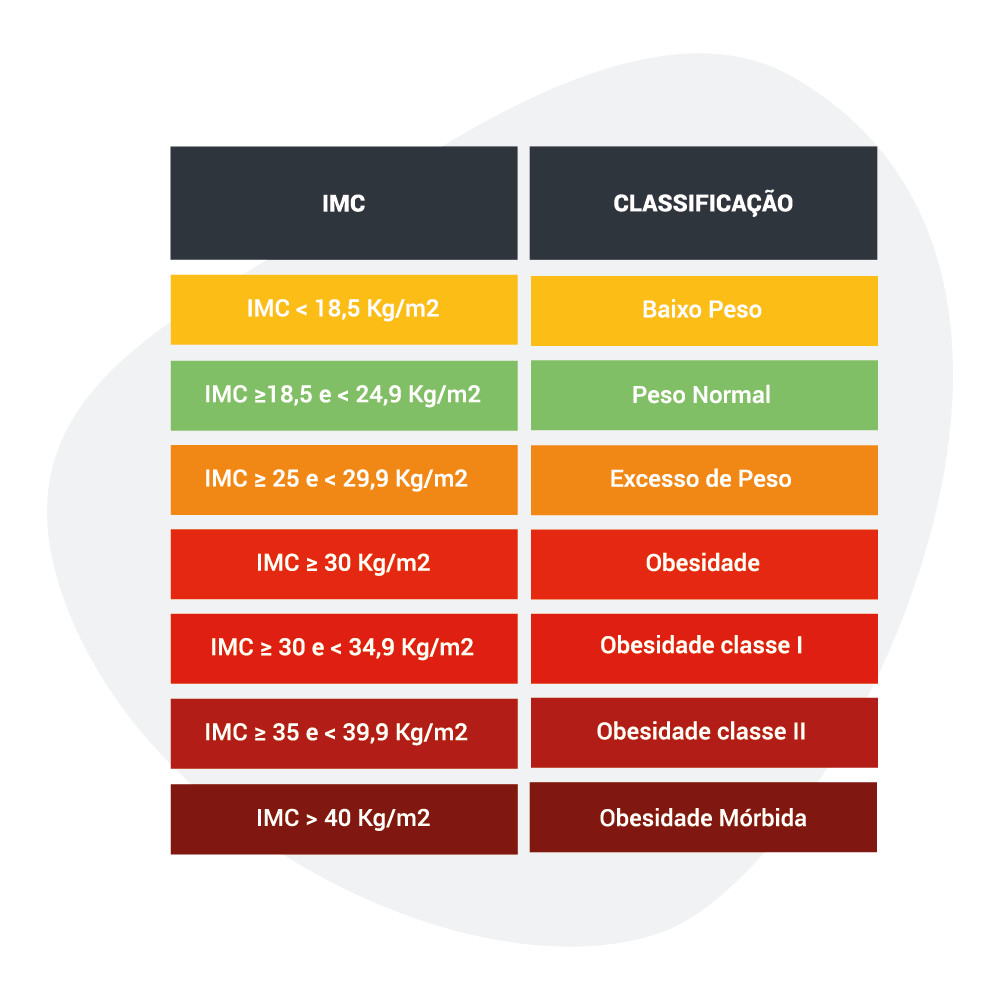 IMC
CLASSIFICAÇÃO
IMC < 18,5 Kg/m2
Baixo Peso
IMC ≥18,5 e < 24,9 Kg/m2
Peso Normal
IMC ≥ 25 e < 29,9 Kg/m2
Excesso de Peso
IMC ≥ 30 Kg/m2
Obesidade
IMC ≥ 30 e < 34,9 Kg/m2
Obesidade classe I
IMC ≥ 35 e < 39,9 Kg/m2
Obesidade classe II
IMC > 40 Kg/m2
Obesidade Mórbida